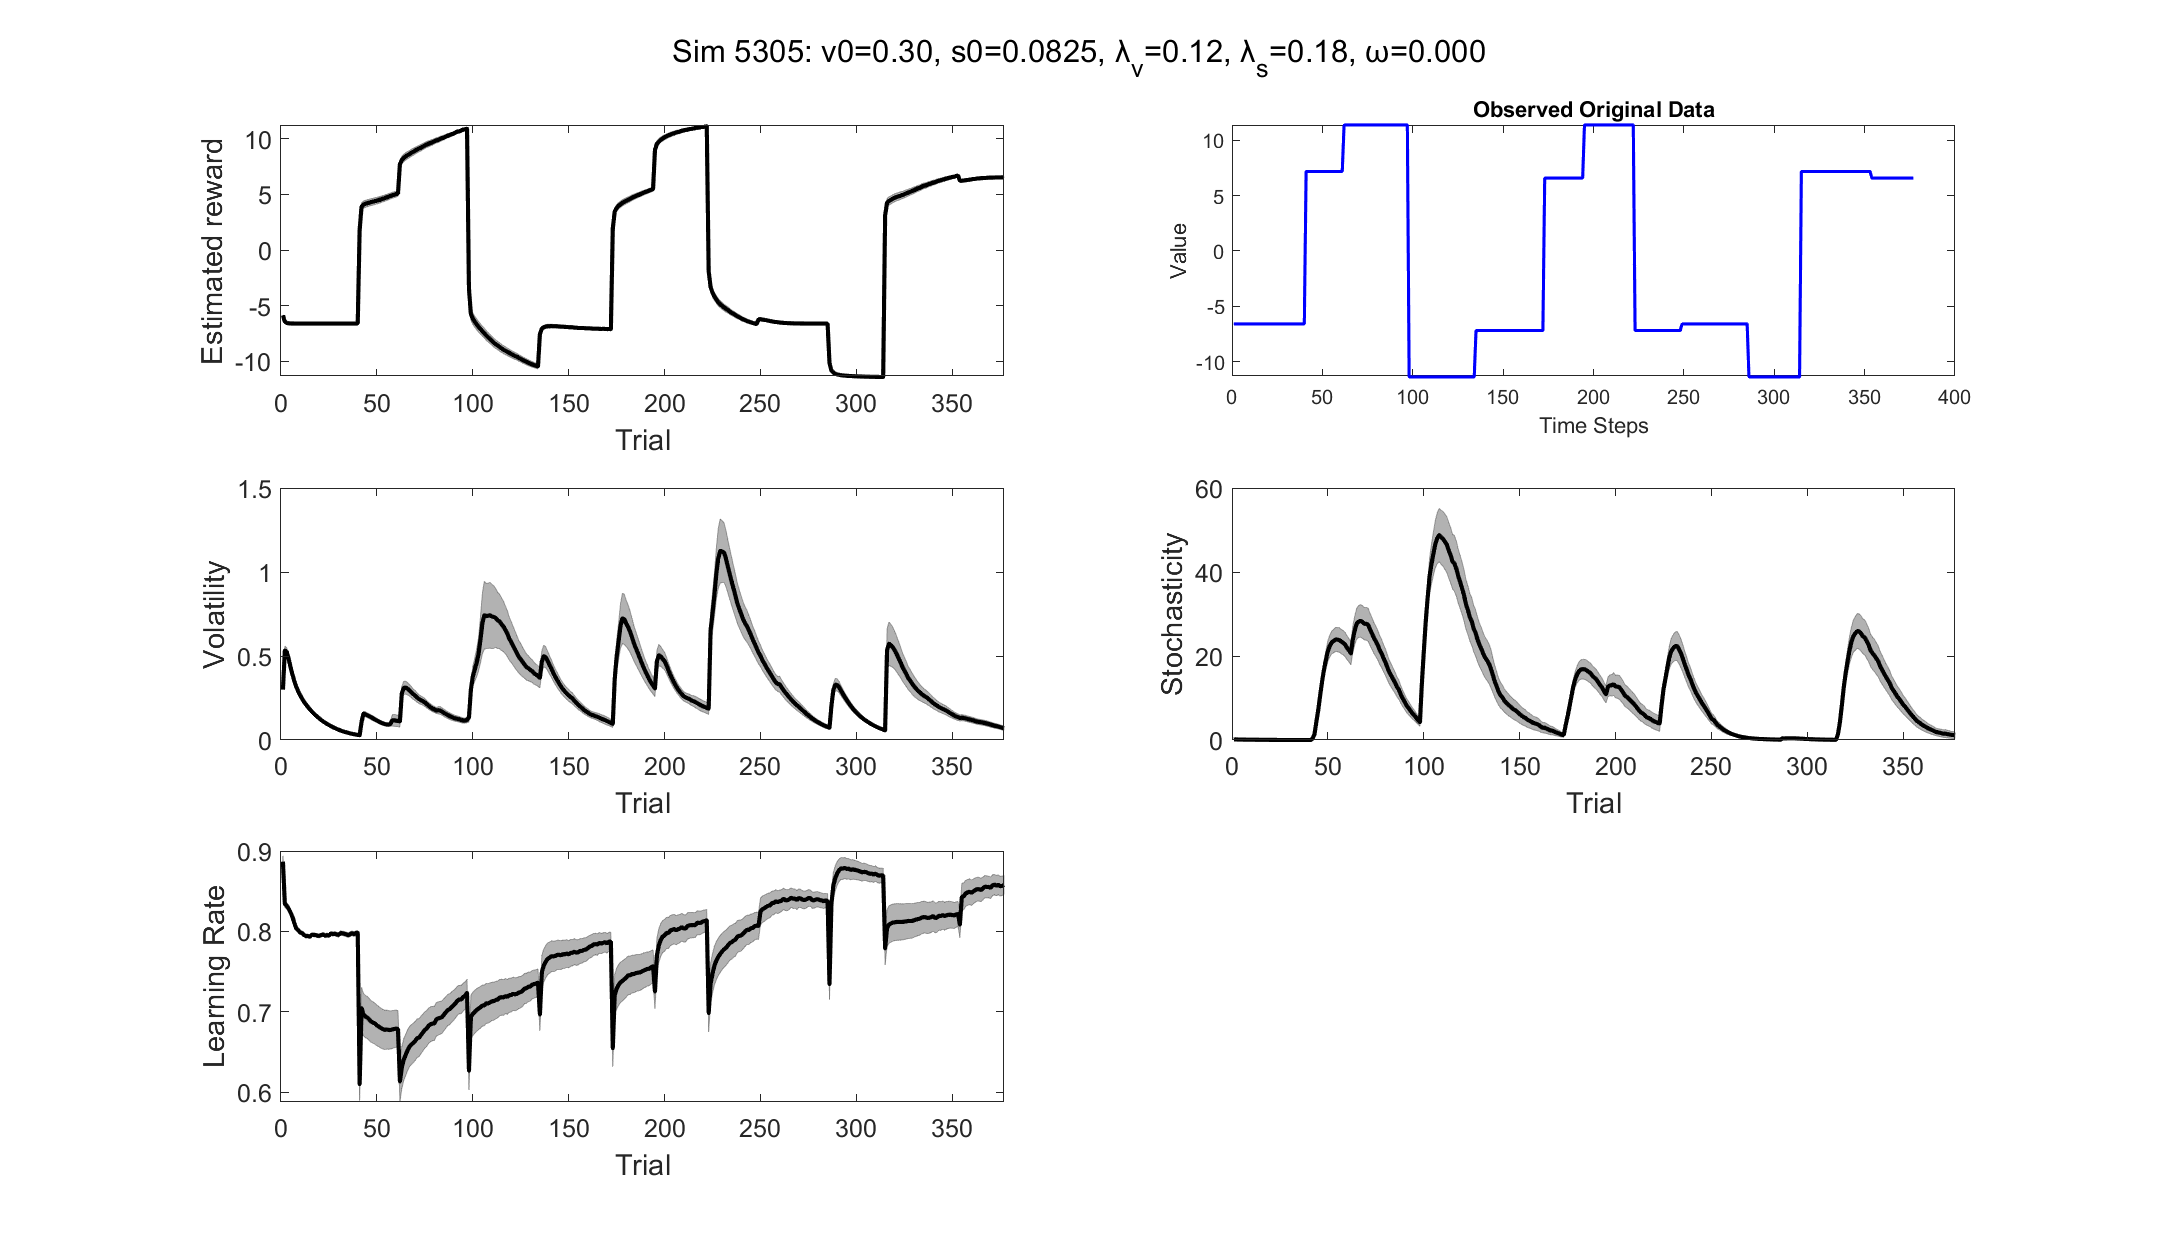 Sim 5305: v0=0.30, s0=0.0825, λv=0.12, λs=0.18, ω=0.000
Estimated reward
10
5
0
-5
-10
0 50 100 150 200 250 300 350
Trial
Observed Original Data
Value
10
5
0
-5
-10
0 50 100 150 200 250 300 350 400
Time Steps
Volatility
1.5
1
0.5
0
0 50 100 150 200 250 300 350
Trial
Stochasticity
60
40
20
0
0 50 100 150 200 250 300 350
Trial
Learning Rate
0.9
0.8
0.7
0.6
0 50 100 150 200 250 300 350
Trial